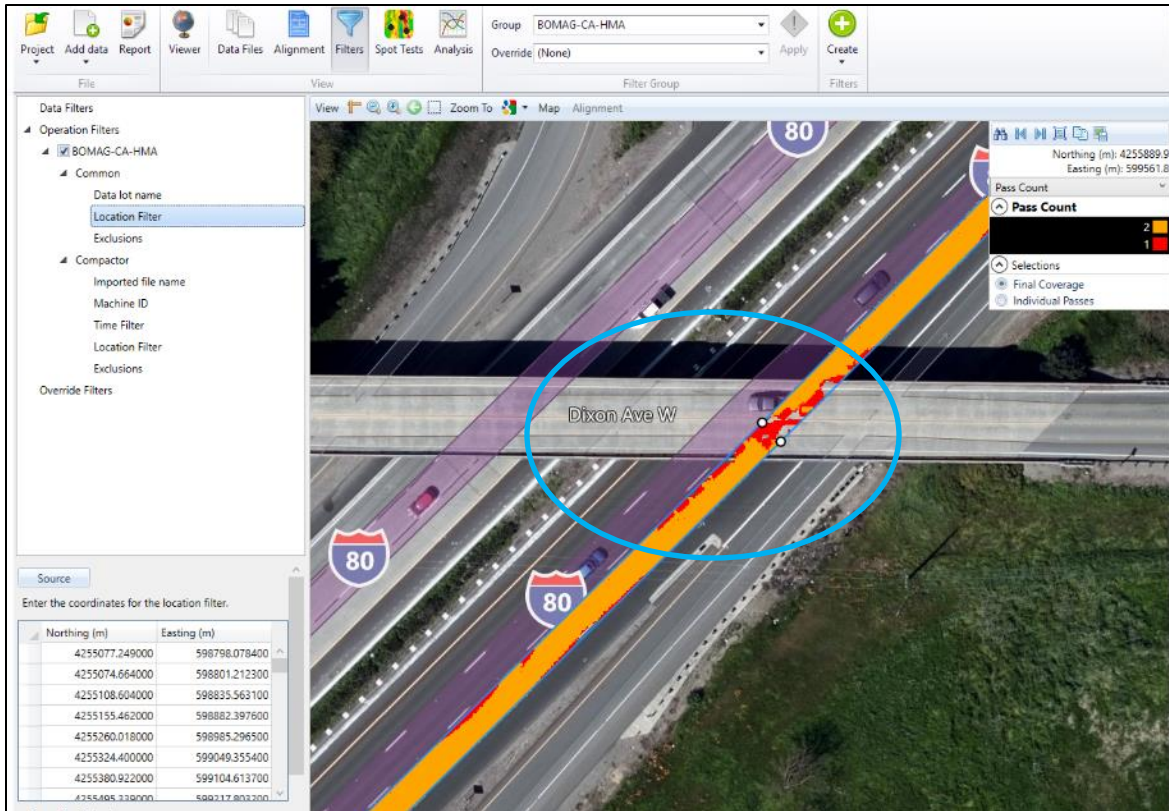 Project
Add data
Report
Viewer
Data Files
Alignment
Filters
Spot Tests
Analysis
Group BOMAG-CA-HMA
Override (None)
Apply
Create
File
View
Filter Group
Filters
Data Filters
Operation Filters
BOMAG-CA-HMA
Common
Data lot name
Location Filter
Exclusions
Compactor
Imported file name
Machine ID
Time Filter
Location Filter
Exclusions
Override Filters
Source
Enter the coordinates for the location filter.
Northing (m) Easting (m)
4255077.249000 598798.078400
4255074.664000 598801.212300
4255108.604000 598835.563100
4255155.462000 598882.397600
4255260.018000 598985.296500
4255324.400000 599049.355400
4255380.922000 599104.613700
4255495.339000 599217.803200
View Zoom To Map Alignment
80
Dixon Ave W
80
80
Northing (m): 4255889.9
Easting (m): 599561.8
Pass Count
Pass Count
2
1
Selections
Final Coverage
Individual Passes